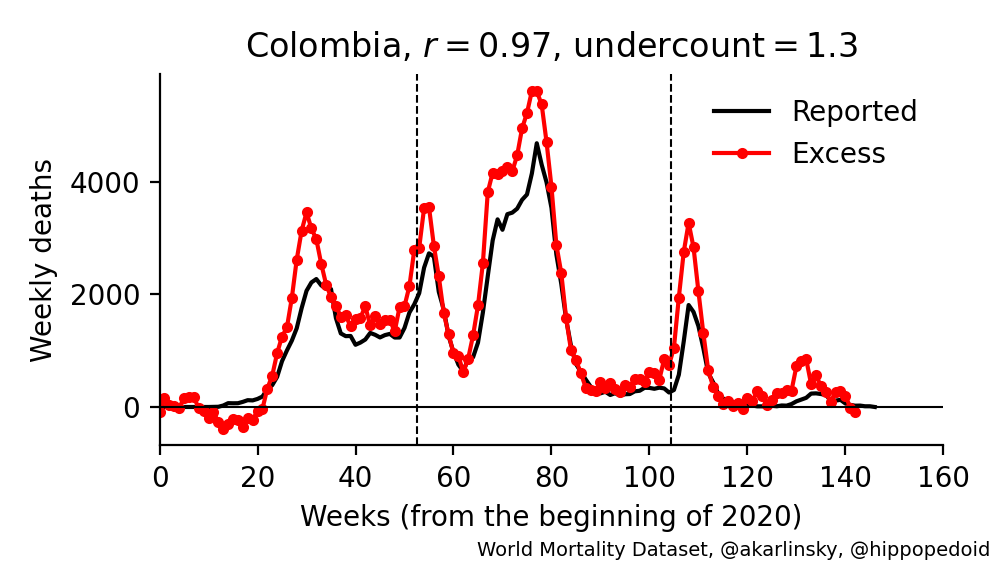 Colombia, r = 0.97, undercount = 1.3
Reported
Excess
Weekly deaths
4000
2000
0
0 20 40 60 80 100 120 140 160
Weeks (from the beginning of 2020)
World Mortality Dataset, @akarlinsky, @hippopedoid